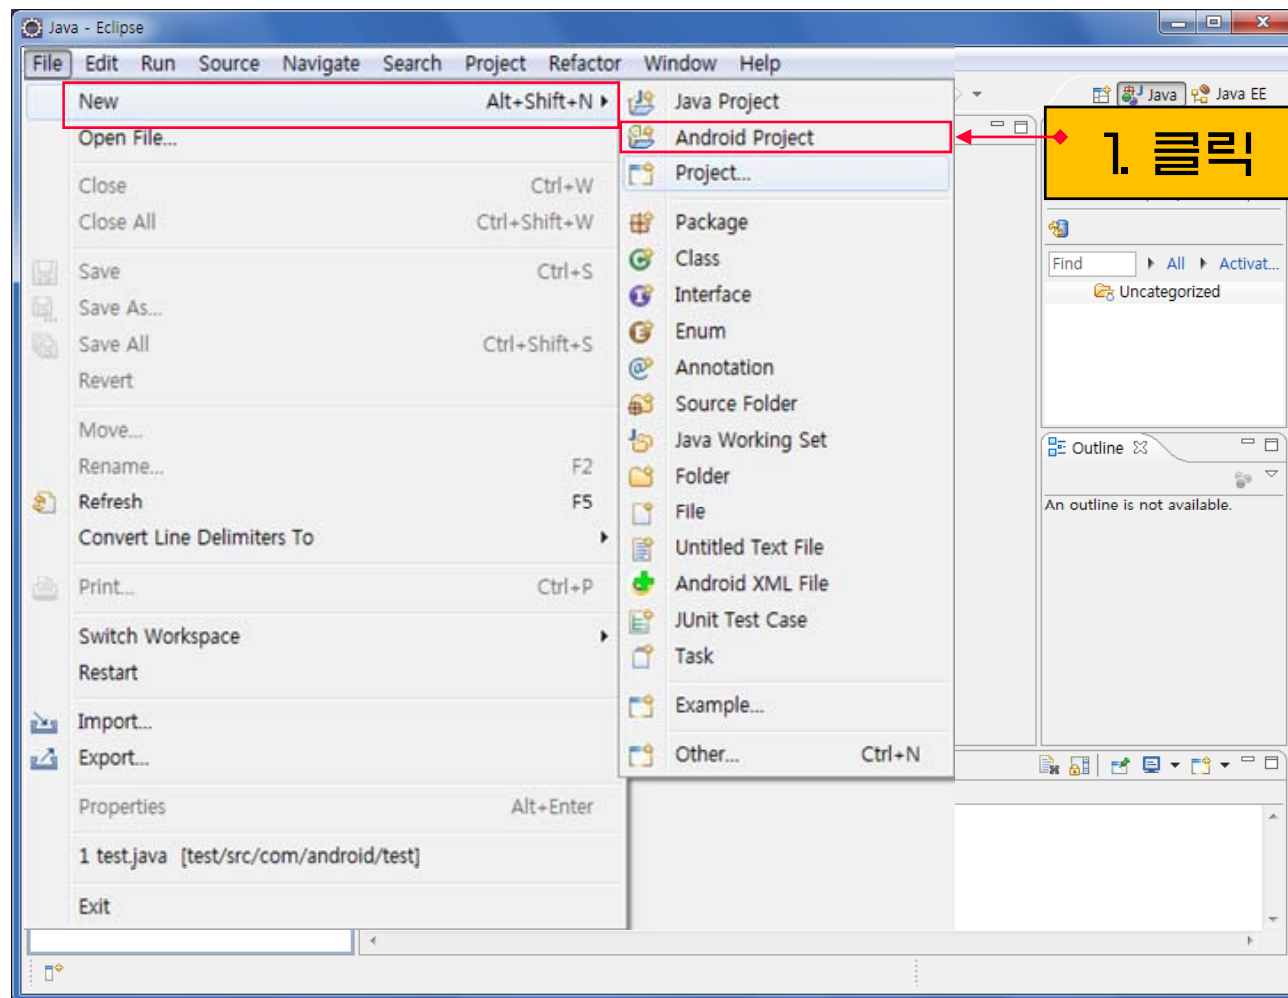 Java - Eclipse
File Edit Run Source Navigate Search Project Refactor Window Help
New Alt+Shift+N
Open File...
Close Ctrl+W
Close All Ctrl+Shift+W
Save Ctrl+S
Save As...
Save All Ctrl+Shift+S
Revert
Move...
Rename... F2
Refresh F5
Convert Line Delimiters To
Print... Ctrl+P
Switch Workspace
Restart
Import...
Export...
Properties Alt+Enter
1 test.java [test/src/com/android/test]
Exit
Java Project
Android Project
Project...
Package
Class
Interface
Enum
Annotation
Source Folder
Java Working Set
Folder
File
Untitled Text File
Android XML File
JUnit Test Case
Task
Example...
Other... Ctrl+N
Java Java EE
1. 클릭
Find All Activat...
Uncategorized
Outline
An outline is not available.